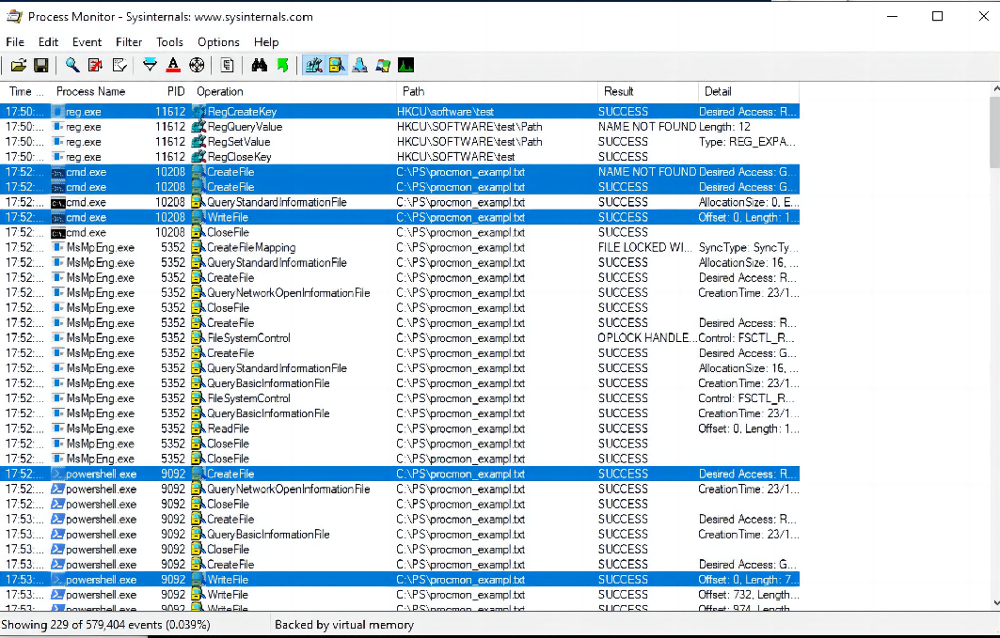 Process Monitor - Sysinternals: www.sysinternals.com
File Edit Event Filter Tools Options Help
Time ... Process Name PID Operation Path Result Detail
17:50:... reg.exe 11612 RegCreateKey HKCU\software\test SUCCESS Desired Access: R...
17:50:... reg.exe 11612 RegQueryValue HKCU\SOFTWARE\test\Path NAME NOT FOUND Length: 12
17:50:... reg.exe 11612 RegSetValue HKCU\SOFTWARE\test\Path SUCCESS Type: REG_EXPA...
17:50:... reg.exe 11612 RegCloseKey HKCU\SOFTWARE\test SUCCESS
17:52:... cmd.exe 10208 CreateFile C:\PS\procmon_exampl.txt NAME NOT FOUND Desired Access: G...
17:52:... cmd.exe 10208 CreateFile C:\PS\procmon_exampl.txt SUCCESS Desired Access: G...
17:52:... cmd.exe 10208 QueryStandardInformationFile C:\PS\procmon_exampl.txt SUCCESS AllocationSize: 0, E...
17:52:... cmd.exe 10208 WriteFile C:\PS\procmon_exampl.txt SUCCESS Offset: 0, Length: 1...
17:52:... cmd.exe 10208 CloseFile C:\PS\procmon_exampl.txt SUCCESS
17:52:... MsMpEng.exe 5352 CreateFileMapping C:\PS\procmon_exampl.txt FILE LOCKED WI... SyncType: SyncTy...
17:52:... MsMpEng.exe 5352 QueryStandardInformationFile C:\PS\procmon_exampl.txt SUCCESS AllocationSize: 16, ...
17:52:... MsMpEng.exe 5352 CreateFile C:\PS\procmon_exampl.txt SUCCESS Desired Access: R...
17:52:... MsMpEng.exe 5352 QueryNetworkOpenInformationFile C:\PS\procmon_exampl.txt SUCCESS CreationTime: 23/1...
17:52:... MsMpEng.exe 5352 CloseFile C:\PS\procmon_exampl.txt SUCCESS
17:52:... MsMpEng.exe 5352 CreateFile C:\PS\procmon_exampl.txt SUCCESS Desired Access: R...
17:52:... MsMpEng.exe 5352 FileSystemControl C:\PS\procmon_exampl.txt OPLOCK HANDLE... Control: FSCTL_R...
17:52:... MsMpEng.exe 5352 CreateFile C:\PS\procmon_exampl.txt SUCCESS Desired Access: G...
17:52:... MsMpEng.exe 5352 QueryStandardInformationFile C:\PS\procmon_exampl.txt SUCCESS AllocationSize: 16, ...
17:52:... MsMpEng.exe 5352 QueryBasicInformationFile C:\PS\procmon_exampl.txt SUCCESS CreationTime: 23/1...
17:52:... MsMpEng.exe 5352 FileSystemControl C:\PS\procmon_exampl.txt SUCCESS Control: FSCTL_R...
17:52:... MsMpEng.exe 5352 QueryBasicInformationFile C:\PS\procmon_exampl.txt SUCCESS CreationTime: 23/1...
17:52:... MsMpEng.exe 5352 ReadFile C:\PS\procmon_exampl.txt SUCCESS Offset: 0, Length: 1...
17:52:... MsMpEng.exe 5352 CloseFile C:\PS\procmon_exampl.txt SUCCESS
17:52:... MsMpEng.exe 5352 CloseFile C:\PS\procmon_exampl.txt SUCCESS
17:52:... powershell.exe 9092 CreateFile C:\PS\procmon_exampl.txt SUCCESS Desired Access: R...
17:52:... powershell.exe 9092 QueryNetworkOpenInformationFile C:\PS\procmon_exampl.txt SUCCESS CreationTime: 23/1...
17:52:... powershell.exe 9092 CloseFile C:\PS\procmon_exampl.txt SUCCESS
17:53:... powershell.exe 9092 CreateFile C:\PS\procmon_exampl.txt SUCCESS Desired Access: R...
17:53:... powershell.exe 9092 QueryBasicInformationFile C:\PS\procmon_exampl.txt SUCCESS CreationTime: 23/1...
17:53:... powershell.exe 9092 CloseFile C:\PS\procmon_exampl.txt SUCCESS
17:53:... powershell.exe 9092 CreateFile C:\PS\procmon_exampl.txt SUCCESS Desired Access: G...
17:53:... powershell.exe 9092 WriteFile C:\PS\procmon_exampl.txt SUCCESS Offset: 0, Length: 7...
17:53:... powershell.exe 9092 WriteFile C:\PS\procmon_exampl.txt SUCCESS Offset: 732, Length...
17:53:... powershell.exe 9092 WriteFile C:\PS\procmon_exampl.txt SUCCESS Offset: 974, Length...
Showing 229 of 579,404 events (0.039%) Backed by virtual memory